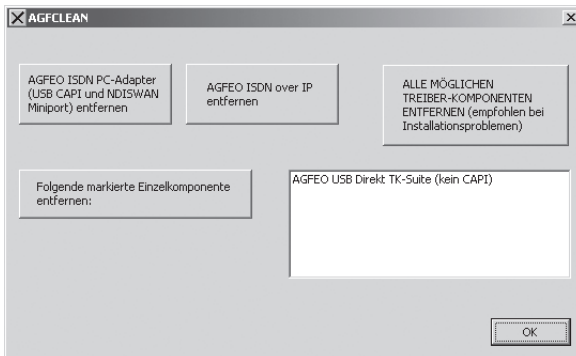 AGFCLEAN
AGFEO ISDN PC-Adapter
(USB CAPI und NDISWAN
Miniport) entfernen
AGFEO ISDN over IP
entfernen
ALLE MÖGLICHEN
TREIBER-KOMPONENTEN
ENTFERNEN (empfohlen bei
Installationsproblemen)
Folgende markierte Einzelkomponente
entfernen:
AGFEO USB Direkt TK-Suite (kein CAPI)
OK